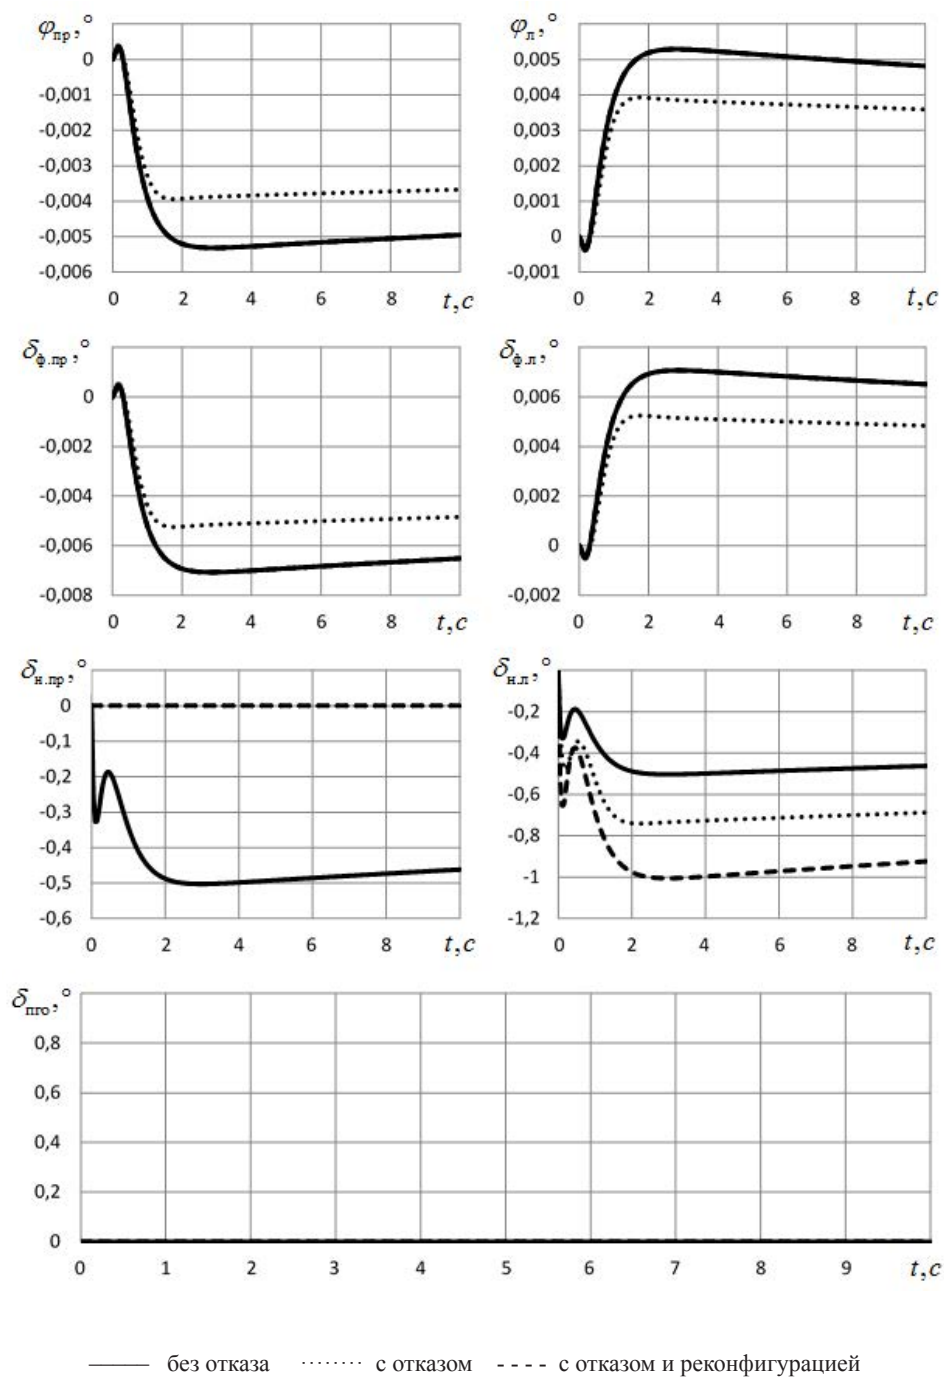 φпр,° φл,°
0 0,005
-0,001 0,004
-0,002 0,003
-0,003 0,002
-0,004 0,001
-0,005 0
-0,006 -0,001
0 2 4 6 8 t,c 0 2 4 6 8 t,c
δф.пр,° δф.л,°
0 0,006
-0,002 0,004
-0,004 0,002
-0,006 0
-0,008 -0,002
0 2 4 6 8 t,c 0 2 4 6 8 t,c
δн.пр,° δн.л,°
0 -0,2
-0,1 -0,4
-0,2 -0,6
-0,3 -0,8
-0,4 -1
-0,5 -1,2
-0,6
0 2 4 6 8 t,c 0 2 4 6 8 t,c
δпго,°
0,8
0,6
0,4
0,2
0
0 1 2 3 4 5 6 7 8 9 t,c
без отказа с отказом с отказом и реконфигурацией